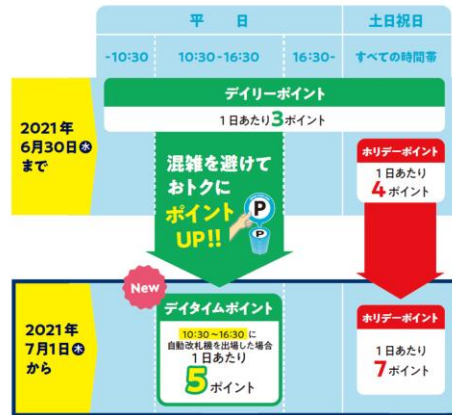 平日
土日祝日
-10:30
10:30-16:30
16:30-
すべての時間帯
2021年
6月30日水
まで
デイリーポイント
1日あたり3ポイント
混雑を避けて
おトクに
ポイント
UP!!
P
P
ホリデーポイント
1日あたり
4ポイント
New
2021年
7月1日木
から
デイタイムポイント
10:30~16:30に
自動改札機を出場した場合
1日あたり
5ポイント
ホリデーポイント
1日あたり
7ポイント